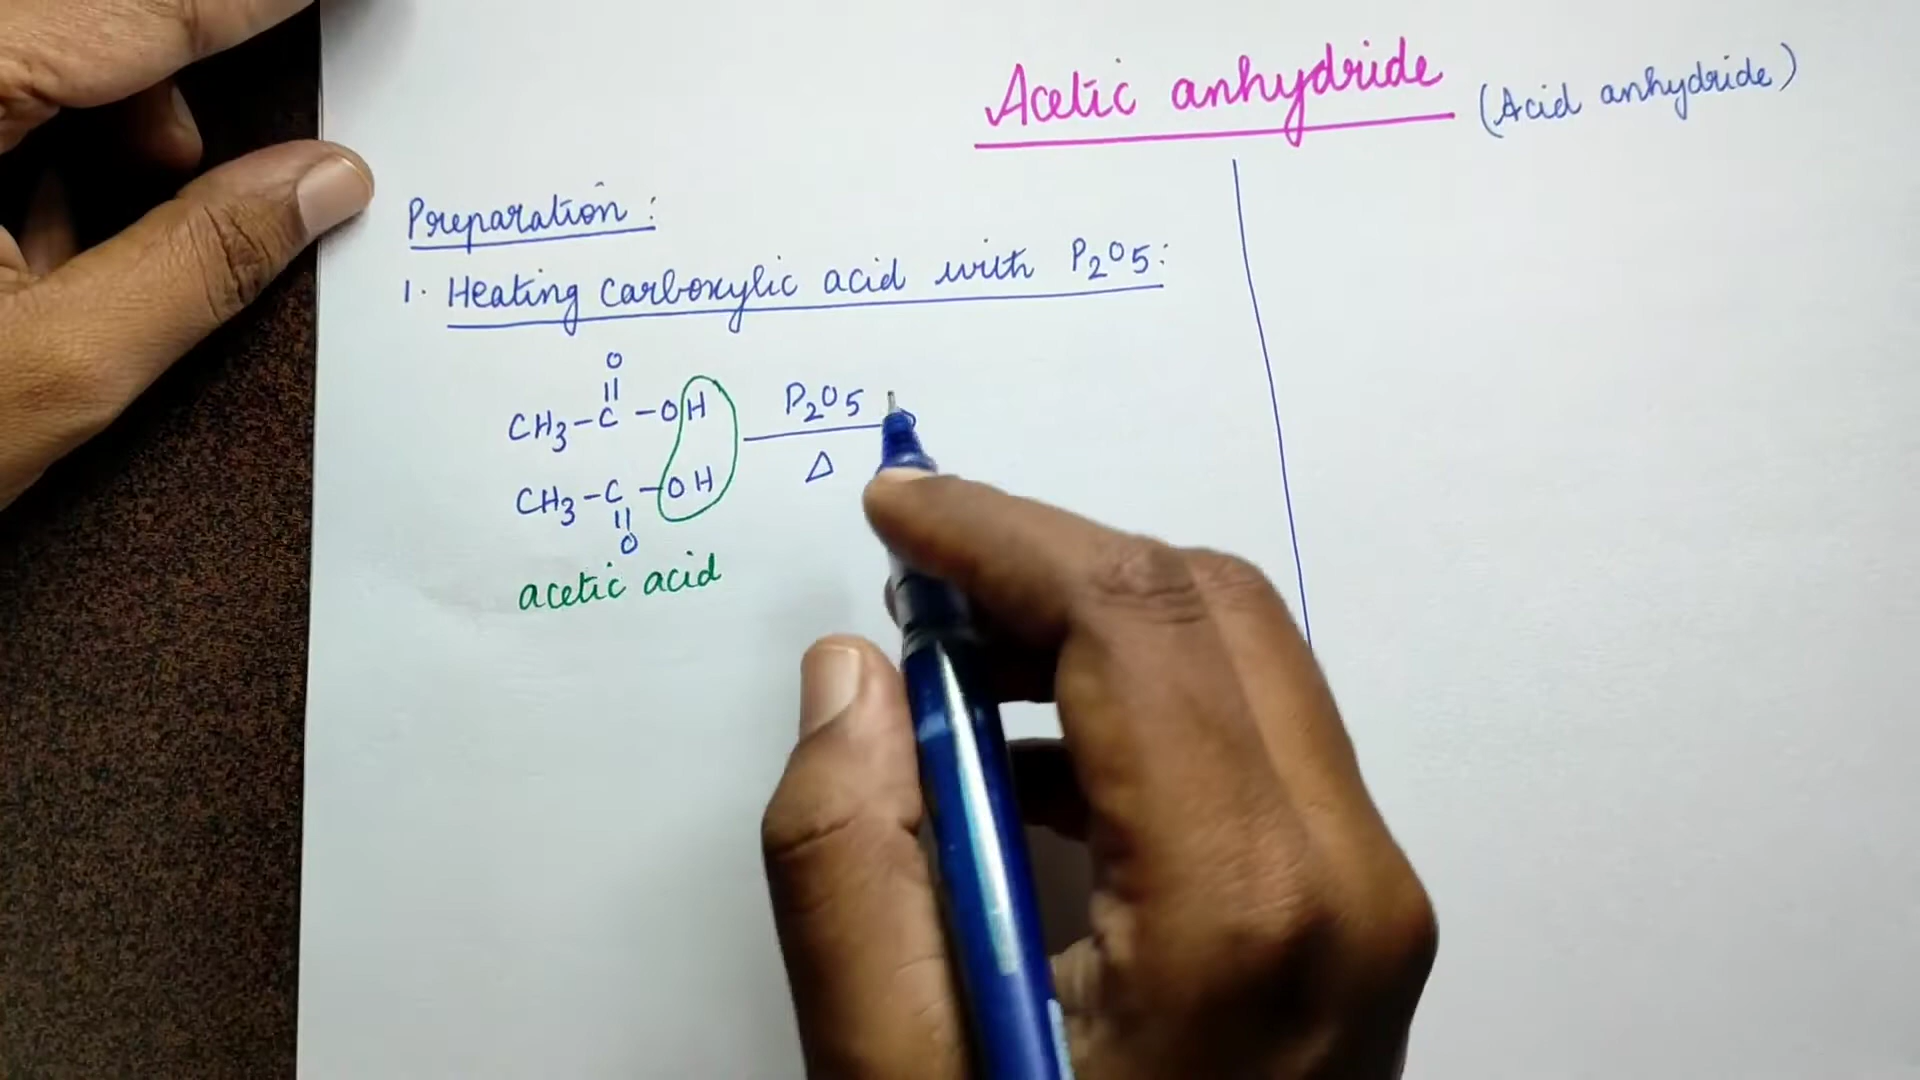 Acetic anhydride (Acid anhydride)
Preparation:
1. Heating carboxylic acid with P2O5:
O
||
CH3-C-OH P2O5
Δ
CH3-C-OH
||
O
acetic acid